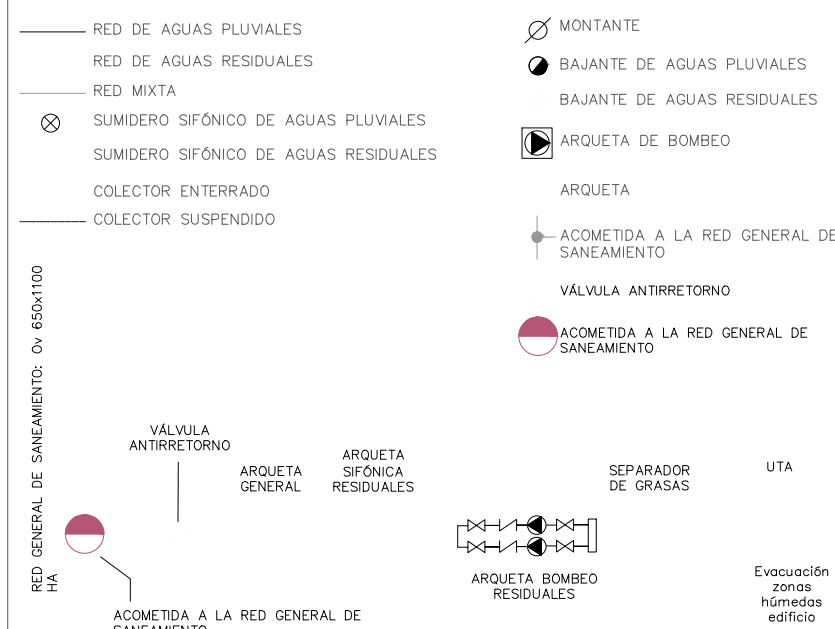 RED DE AGUAS PLUVIALES
RED DE AGUAS RESIDUALES
RED MIXTA
SUMIDERO SIFÓNICO DE AGUAS PLUVIALES
SUMIDERO SIFÓNICO DE AGUAS RESIDUALES
COLECTOR ENTERRADO
COLECTOR SUSPENDIDO
MONTANTE
BAJANTE DE AGUAS PLUVIALES
BAJANTE DE AGUAS RESIDUALES
ARQUETA DE BOMBEO
ARQUETA
ACOMETIDA A LA RED GENERAL DE
SANEAMIENTO
VÁLVULA ANTIRRETORNO
ACOMETIDA A LA RED GENERAL DE
SANEAMIENTO
RED GENERAL DE SANEAMIENTO: Ov 650x1100
HA
VÁLVULA
ANTIRRETORNO
ARQUETA
GENERAL
ARQUETA
SIFÓNICA
RESIDUALES
SEPARADOR
DE GRASAS
UTA
ARQUETA BOMBEO
RESIDUALES
Evacuación
zonas
húmedas
edificio
ACOMETIDA A LA RED GENERAL DE
SANEAMIENTO